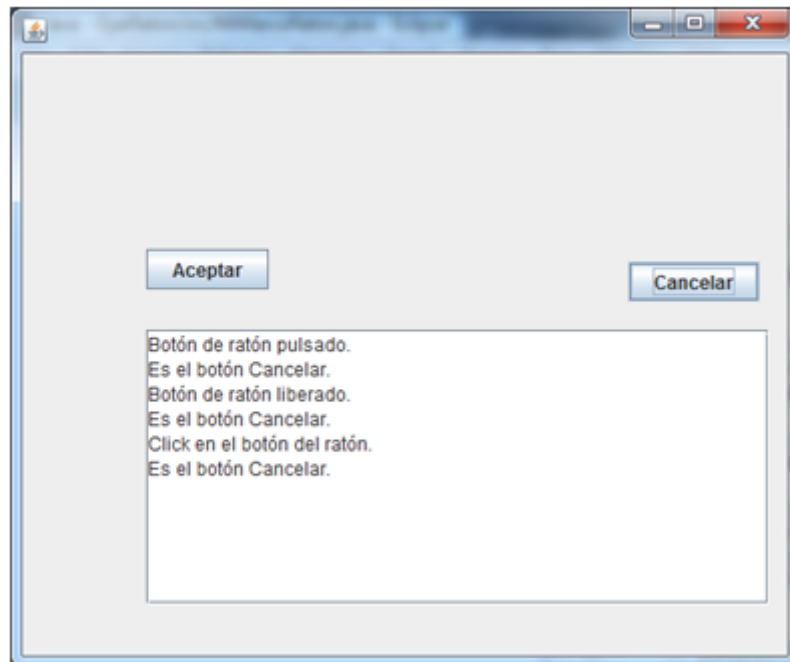 Aceptar
Cancelar
Botón de ratón pulsado.
Es el botón Cancelar.
Botón de ratón liberado.
Es el botón Cancelar.
Click en el botón del ratón.
Es el botón Cancelar.